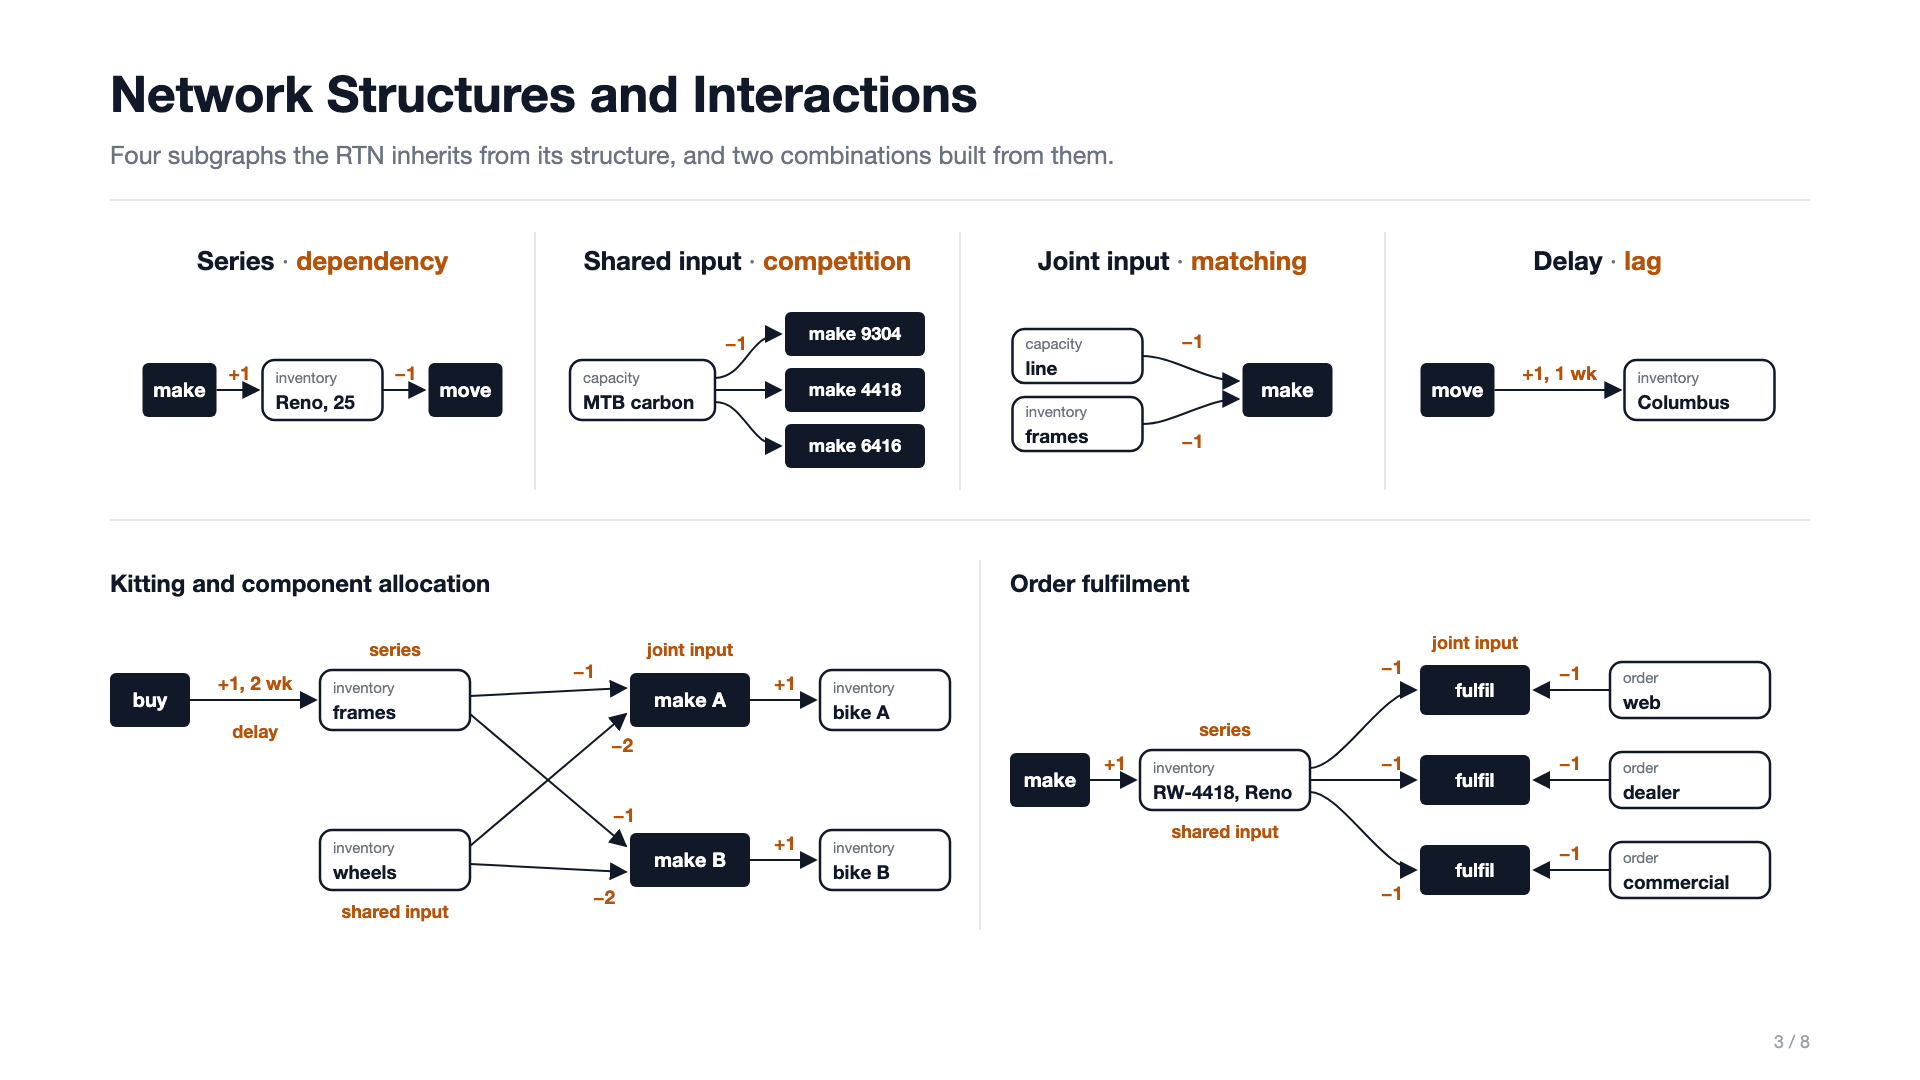 Network Structures and Interactions
Four subgraphs the RTN inherits from its structure, and two combinations built from them.
Series · dependency
make
+1
inventory
Reno, 25
−1
move
Shared input · competition
capacity
MTB carbon
−1
make 9304
make 4418
make 6416
Joint input · matching
capacity
line
inventory
frames
−1
−1
make
Delay · lag
move
+1, 1 wk
inventory
Columbus
Kitting and component allocation
buy
+1, 2 wk
delay
series
inventory
frames
inventory
wheels
shared input
−1
−2
−1
−2
joint input
make A
make B
+1
+1
inventory
bike A
inventory
bike B
Order fulfilment
make
+1
series
inventory
RW-4418, Reno
shared input
−1
−1
−1
joint input
fulfil
fulfil
fulfil
−1
−1
−1
order
web
order
dealer
order
commercial
3 / 8